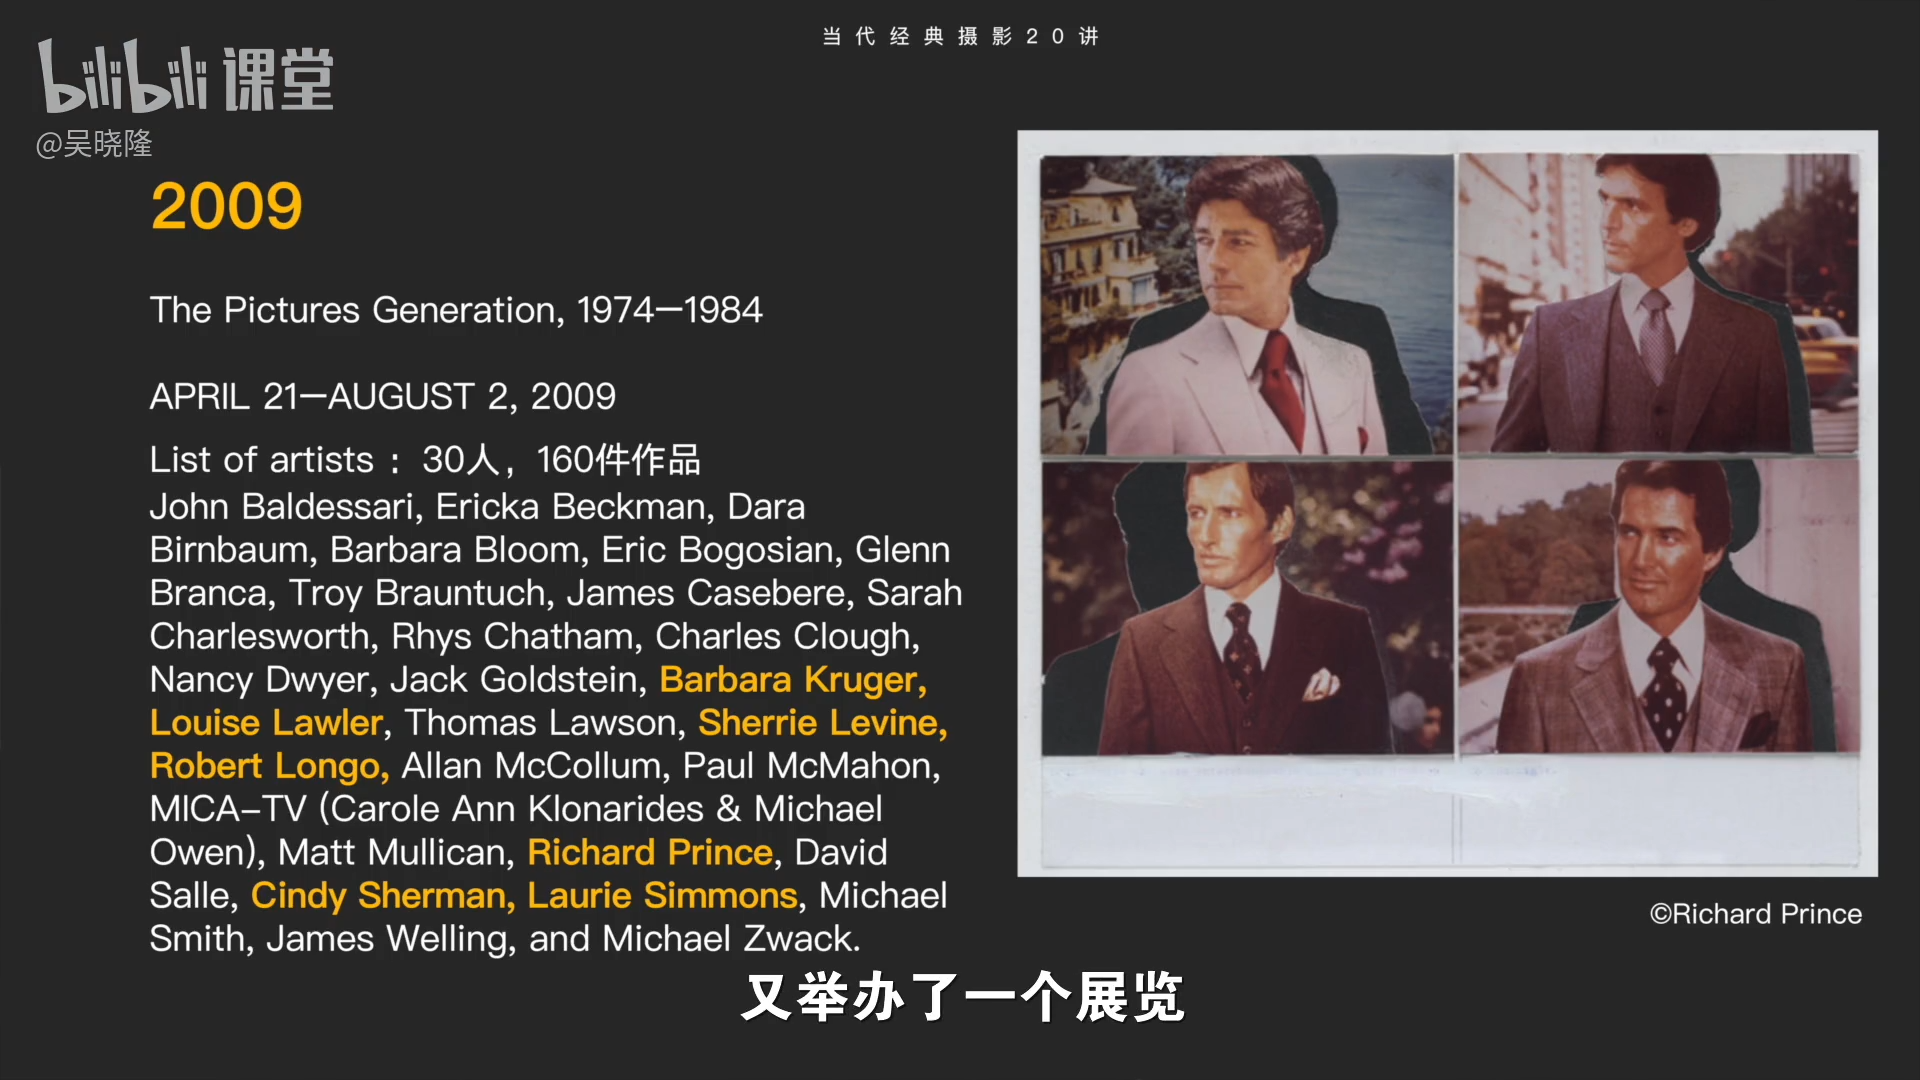 当代经典摄影20讲
bilibili 课堂
@吴晓隆
2009
The Pictures Generation, 1974–1984
APRIL 21–AUGUST 2, 2009
List of artists ：30人，160件作品
John Baldessari, Ericka Beckman, Dara
Birnbaum, Barbara Bloom, Eric Bogosian, Glenn
Branca, Troy Brauntuch, James Casebere, Sarah
Charlesworth, Rhys Chatham, Charles Clough,
Nancy Dwyer, Jack Goldstein, Barbara Kruger,
Louise Lawler, Thomas Lawson, Sherrie Levine,
Robert Longo, Allan McCollum, Paul McMahon,
MICA–TV (Carole Ann Klonarides & Michael
Owen), Matt Mullican, Richard Prince, David
Salle, Cindy Sherman, Laurie Simmons, Michael
Smith, James Welling, and Michael Zwack.
©Richard Prince
又举办了一个展览